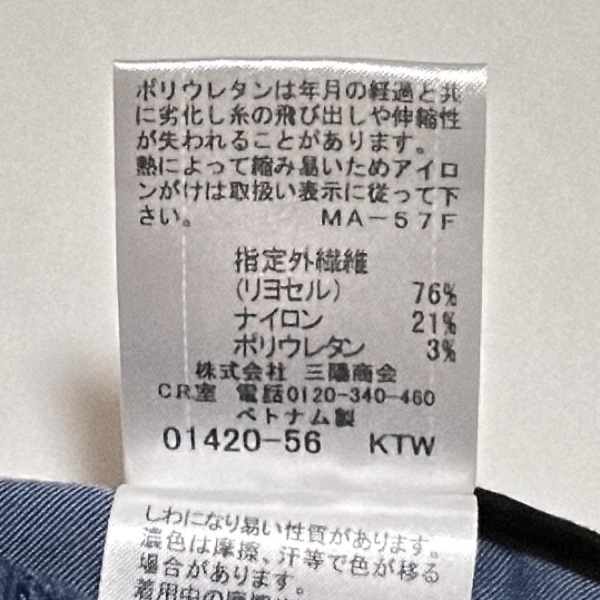 ポリウレタンは年月の経過と共
に劣化し糸の飛び出しや伸縮性
が失われることがあります。
熱によって縮み易いためアイロ
ンがけは取扱い表示に従って下
さい。 MA-57F
指定外繊維
(リヨセル) 76%
ナイロン 21%
ポリウレタン 3%
株式会社 三陽商会
CR室 電話0120-340-460
ベトナム製
01420-56 KTW
しわになり易い性質があります。
濃色は摩擦、汗等で色が移る
場合があります。
着用中の摩擦